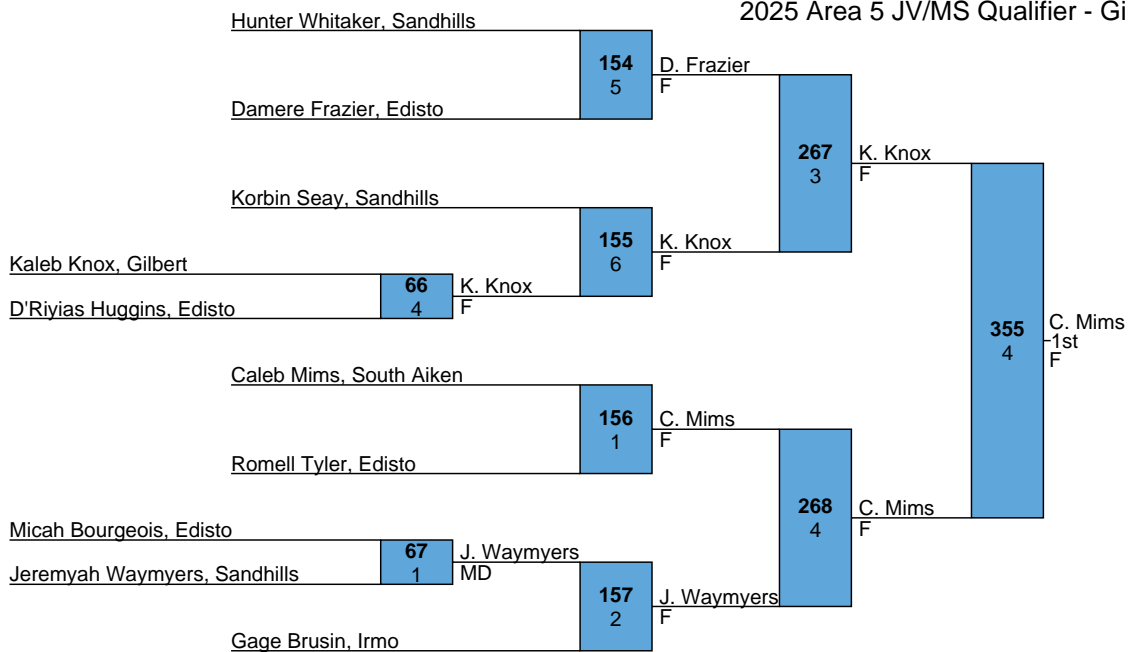 2025 Area 5 JV/MS Qualifier - Gi
Hunter Whitaker, Sandhills
154
5
D. Frazier
F
Damere Frazier, Edisto
267
3
K. Knox
F
Korbin Seay, Sandhills
155
6
K. Knox
F
Kaleb Knox, Gilbert
66
4
K. Knox
F
D'Riyias Huggins, Edisto
355
4
C. Mims
1st
F
Caleb Mims, South Aiken
156
1
C. Mims
F
Romell Tyler, Edisto
268
4
C. Mims
F
Micah Bourgeois, Edisto
67
1
J. Waymyers
MD
Jeremyah Waymyers, Sandhills
157
2
J. Waymyers
F
Gage Brusin, Irmo